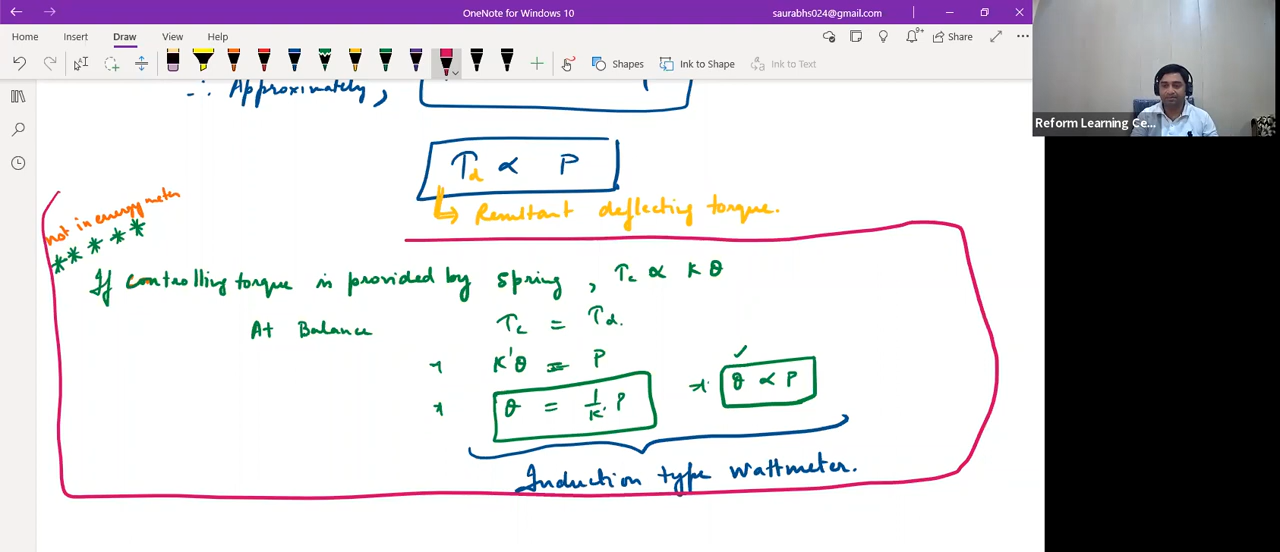 OneNote for Windows 10
saurabhs024@gmail.com
Home Insert Draw View Help
9+ Share
Shapes Ink to Shape Ink to Text
Reform Learning Ce...
∴ Approximately,
Td ∝ P
↳ Resultant deflecting torque.
not in energy meter
*****
If controlling torque is provided by spring, Tc ∝ Kθ
At Balance Tc = Td.
K'θ = P
θ = 1/K' P
θ ∝ P
Induction type Wattmeter.